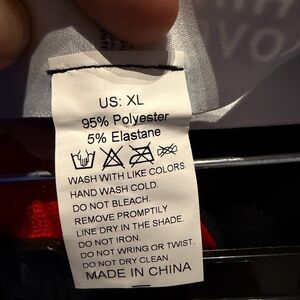 US: XL
95% Polyester
5% Elastane
WASH WITH LIKE COLORS.
HAND WASH COLD.
DO NOT BLEACH.
REMOVE PROMPTILY
LINE DRY IN THE SHADE.
DO NOT IRON.
DO NOT WRING OR TWIST.
DO NOT DRY CLEAN
MADE IN CHINA